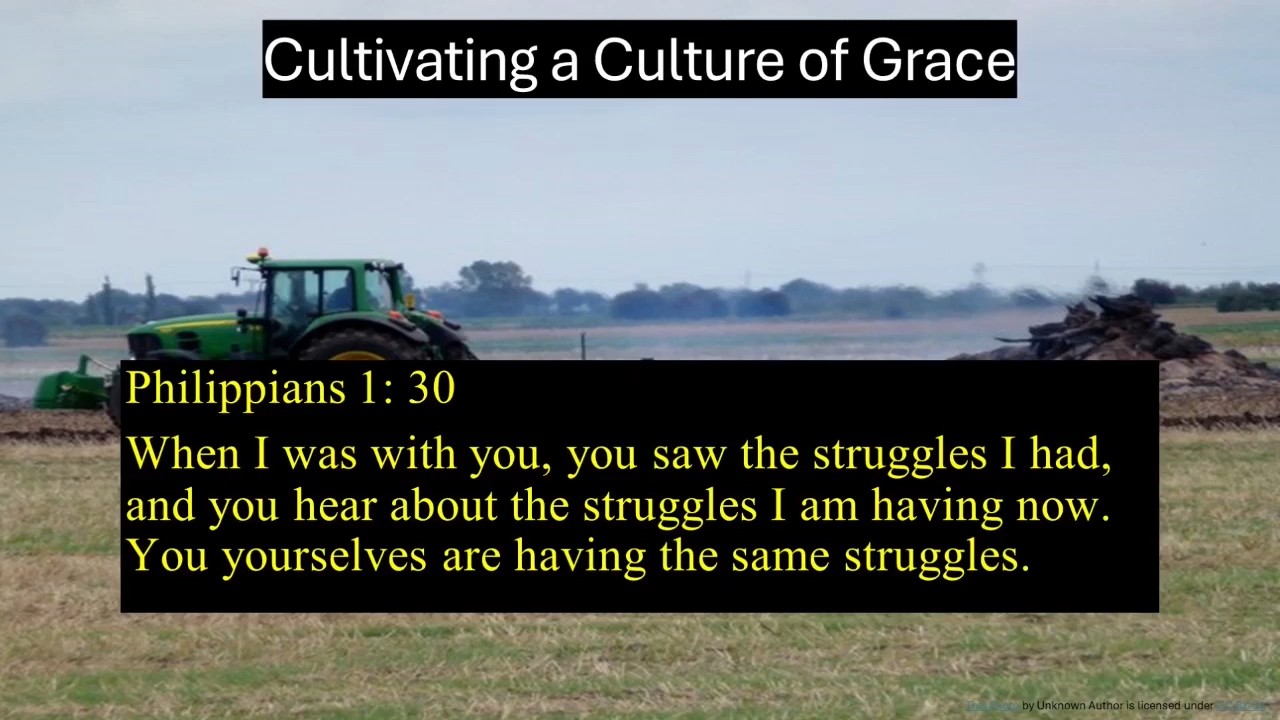 Cultivating a Culture of Grace
Philippians 1: 30
When I was with you, you saw the struggles I had,
and you hear about the struggles I am having now.
You yourselves are having the same struggles.
by Unknown Author is licensed under